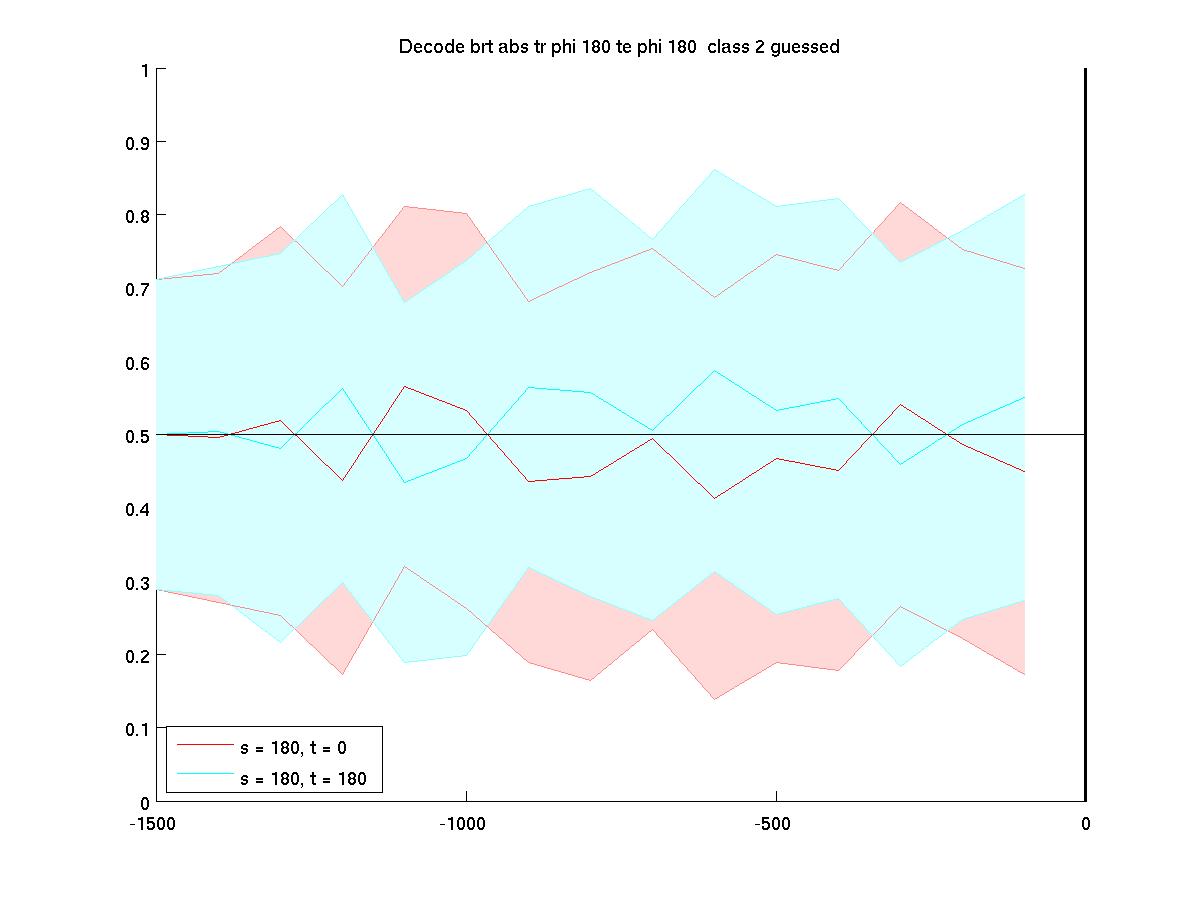 Decode brt abs tr phi 180 te phi 180  class 2 guessed
1
0.9
0.8
0.7
0.6
0.5
0.4
0.3
0.2
0.1
0
s = 180, t = 0
s = 180, t = 180
-1500 -1000 -500 0